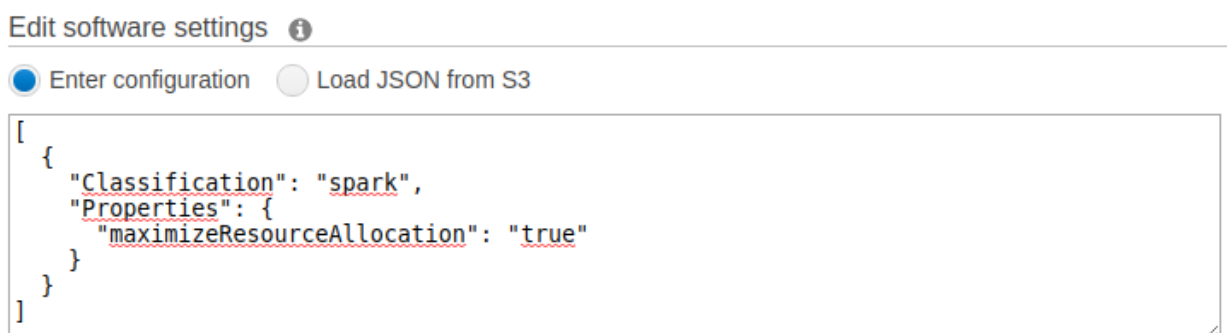 Edit software settings
Enter configuration Load JSON from S3
[
  {
    "Classification": "spark",
    "Properties": {
      "maximizeResourceAllocation": "true"
    }
  }
]